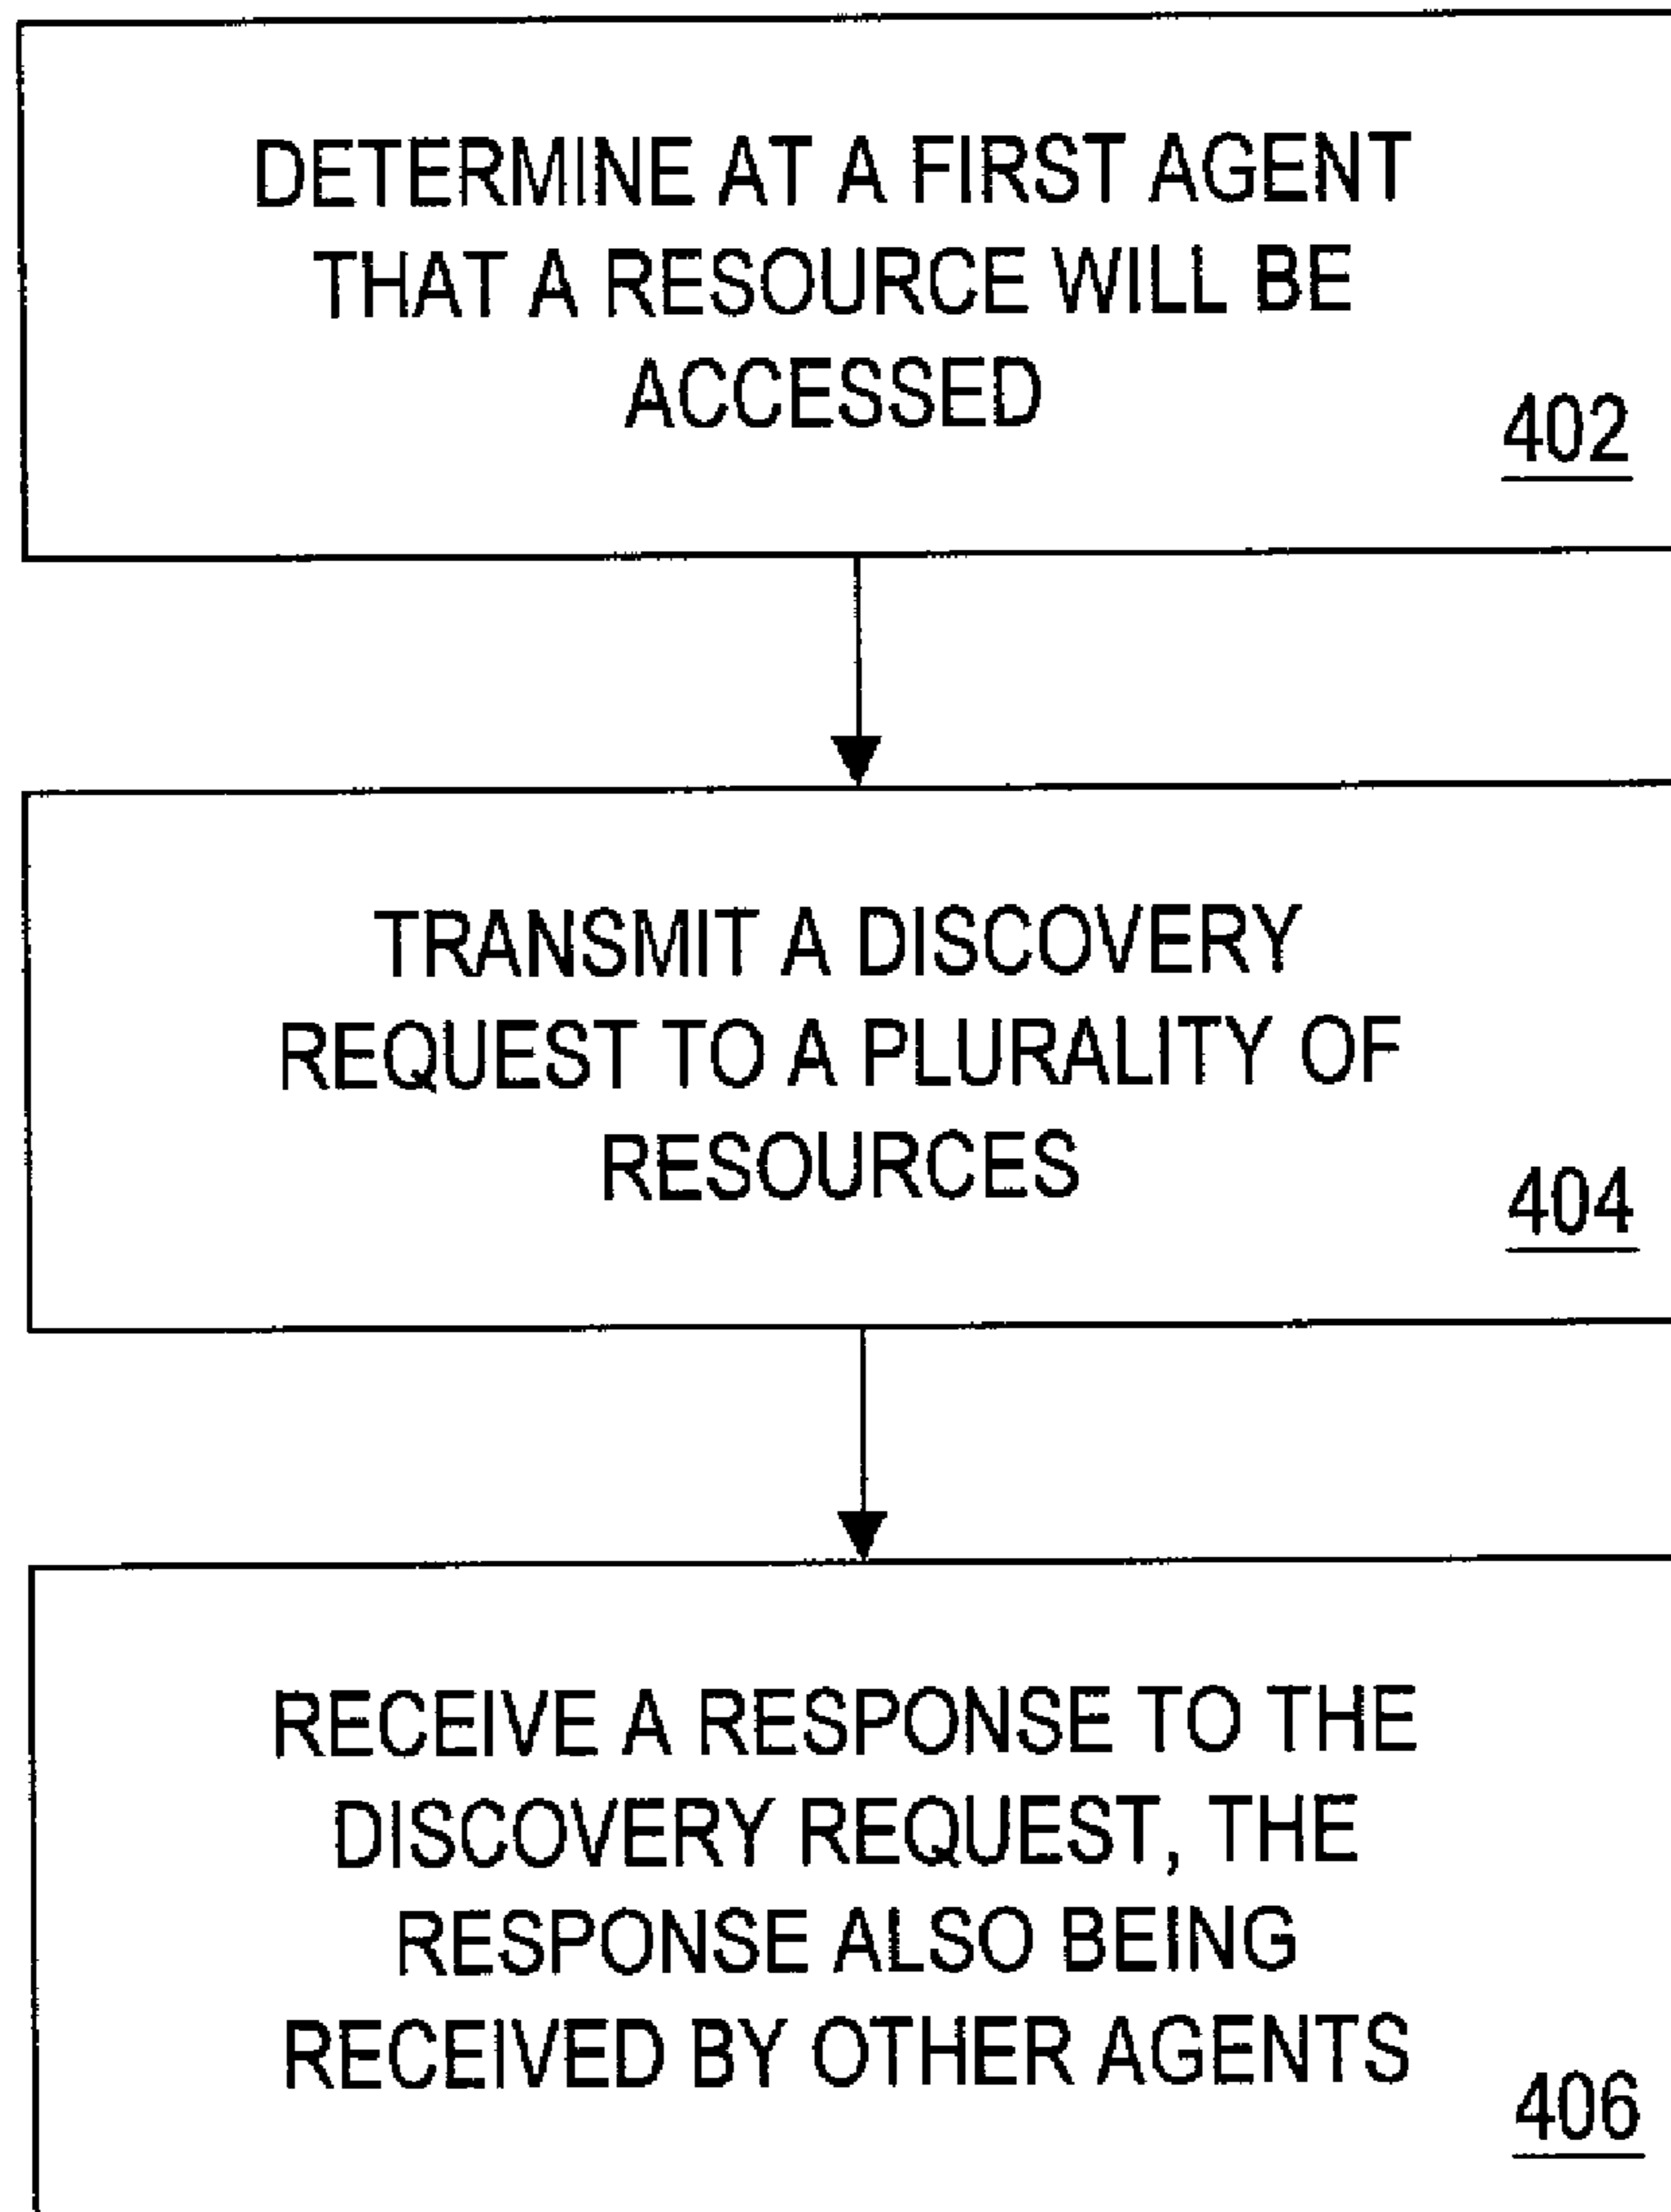 DETERMINE AT A FIRST AGENT
THAT A RESOURCE WILL BE
ACCESSED
402
TRANSMIT A DISCOVERY
REQUEST TO A PLURALITY OF
RESOURCES
404
RECEIVE A RESPONSE TO THE
DISCOVERY REQUEST, THE
RESPONSE ALSO BEING
RECEIVED BY OTHER AGENTS
406